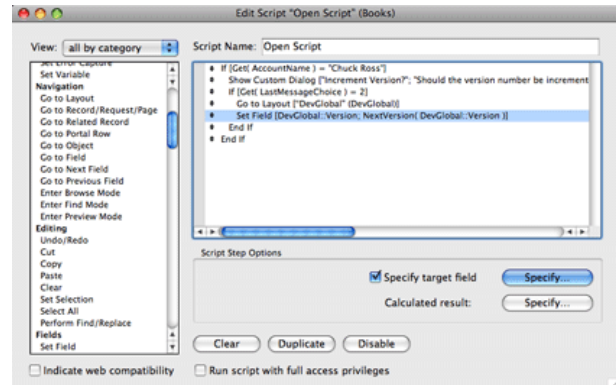 Edit Script "Open Script" (Books)
View: all by category
Script Name: Open Script
Set Error Capture
Set Variable
Navigation
Go to Layout
Go to Record/Request/Page
Go to Related Record
Go to Portal Row
Go to Object
Go to Field
Go to Next Field
Go to Previous Field
Enter Browse Mode
Enter Find Mode
Enter Preview Mode
Editing
Undo/Redo
Cut
Copy
Paste
Clear
Set Selection
Select All
Perform Find/Replace
Fields
Set Field
If [Get( AccountName ) = "Chuck Ross"]
Show Custom Dialog ["Increment Version?"; "Should the version number be increment
If [Get( LastMessageChoice ) = 2]
Go to Layout ["DevGlobal" (DevGlobal)]
Set Field [DevGlobal::Version; NextVersion( DevGlobal::Version )]
End If
End If
Script Step Options
Specify target field
Specify...
Calculated result:
Specify...
Clear
Duplicate
Disable
Indicate web compatibility
Run script with full access privileges